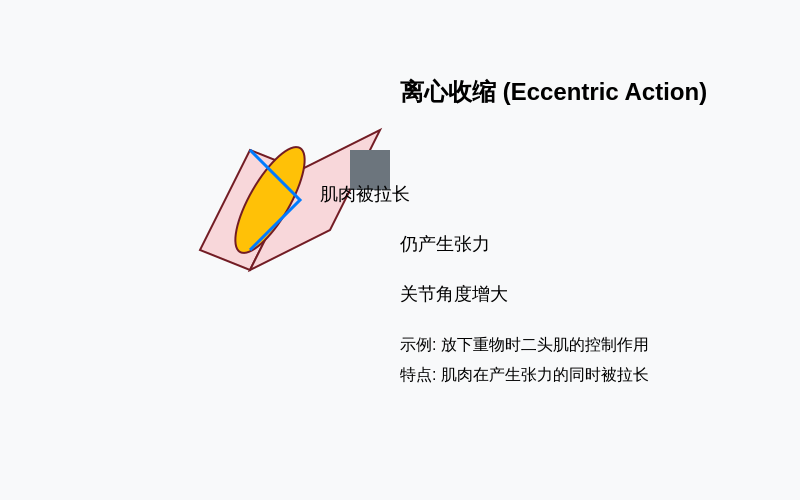 离心收缩 (Eccentric Action)
肌肉被拉长
仍产生张力
关节角度增大
示例: 放下重物时二头肌的控制作用
特点: 肌肉在产生张力的同时被拉长